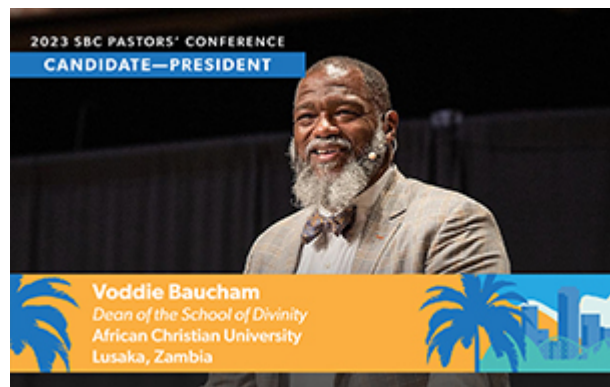 2023 SBC PASTORS' CONFERENCE
CANDIDATE—PRESIDENT
Voddie Baucham
Dean of the School of Divinity
African Christian University
Lusaka, Zambia